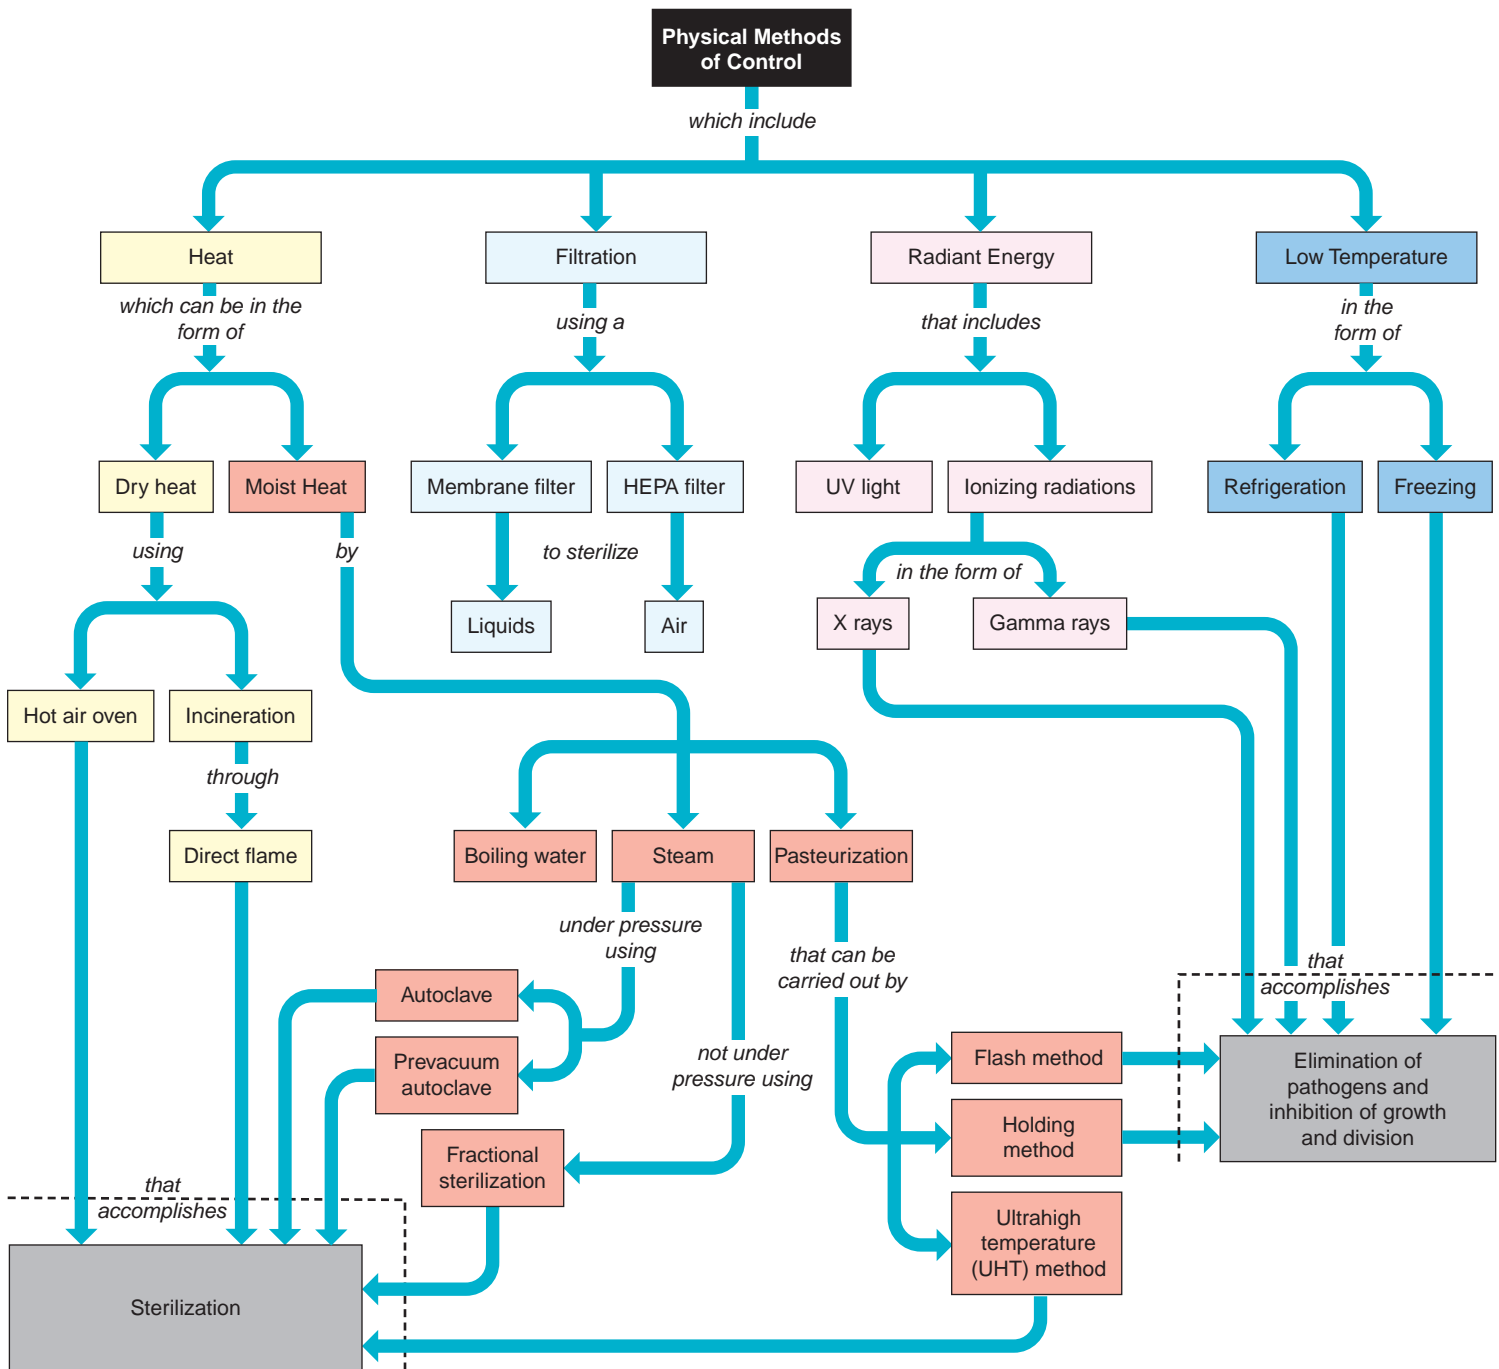 Physical Methods
of Control
which include
Heat
Filtration
Radiant Energy
Low Temperature
which can be in the
form of
using a
that includes
in the
form of
Dry heat
Moist Heat
Membrane filter
HEPA filter
UV light
Ionizing radiations
Refrigeration
Freezing
using
by
to sterilize
in the form of
Liquids
Air
X rays
Gamma rays
Hot air oven
Incineration
through
Direct flame
Boiling water
Steam
Pasteurization
under pressure
using
that can be
carried out by
that
accomplishes
Autoclave
Prevacuum
autoclave
not under
pressure using
Flash method
Holding
method
Elimination of
pathogens and
inhibition of growth
and division
Fractional
sterilization
that
accomplishes
Ultrahigh
temperature
(UHT) method
Sterilization